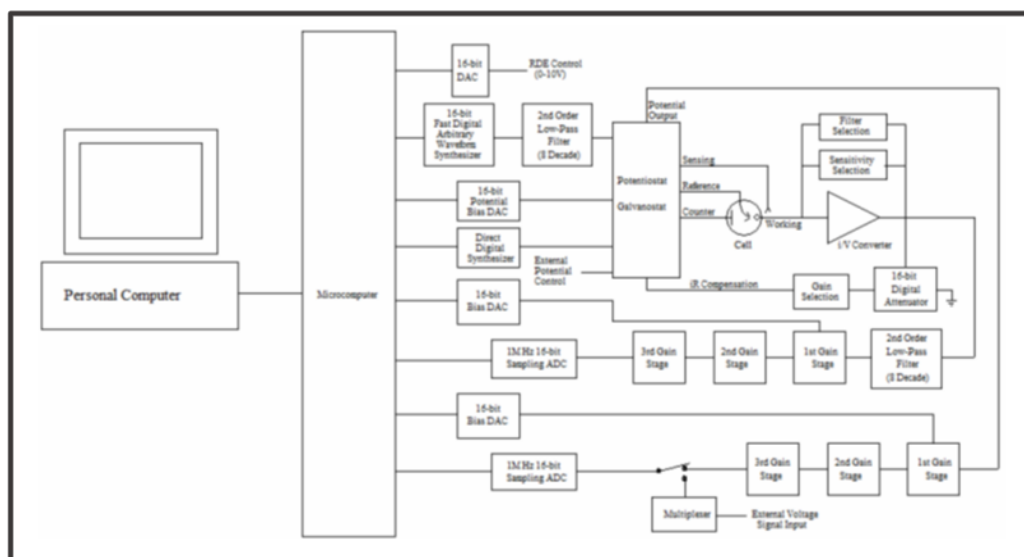 Personal Computer
Microcomputer
16-bit
DAC
RDE Control
(0-10V)
16-bit
Fast Digital
Arbitrary
Waveform
Synthesizer
2nd Order
Low-Pass
Filter
(8 Decade)
16-bit
Potential
Bias DAC
Direct
Digital
Synthesizer
External
Potential
Control
16-bit
Bias DAC
Potentiostat
Galvanostat
Potential
Output
Sensing
Reference
Counter
Cell
Working
Filter
Selection
Sensitivity
Selection
i/V Converter
iR Compensation
Gain
Selection
16-bit
Digital
Attenuator
1M Hz 16-bit
Sampling ADC
3rd Gain
Stage
2nd Gain
Stage
1st Gain
Stage
2nd Order
Low-Pass
Filter
(8 Decade)
16-bit
Bias DAC
1M Hz 16-bit
Sampling ADC
3rd Gain
Stage
2nd Gain
Stage
1st Gain
Stage
Multiplexer
External Voltage
Signal Input